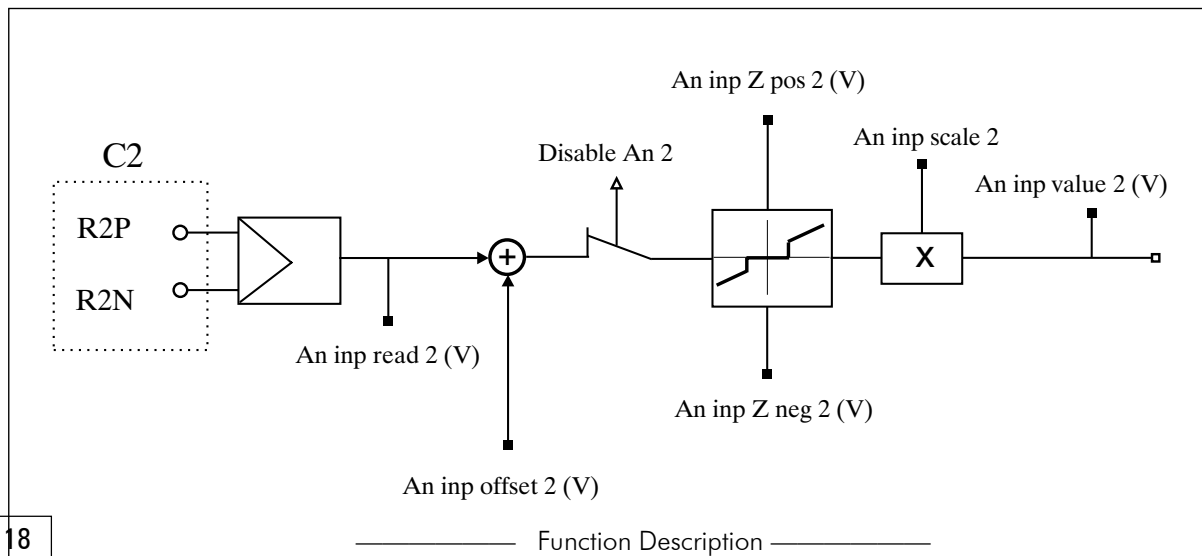 An inp Z pos 2 (V)
An inp scale 2
C2
Disable An 2
An inp value 2 (V)
R2P
+
X
R2N
An inp read 2 (V)
An inp Z neg 2 (V)
An inp offset 2 (V)
18
Function Description